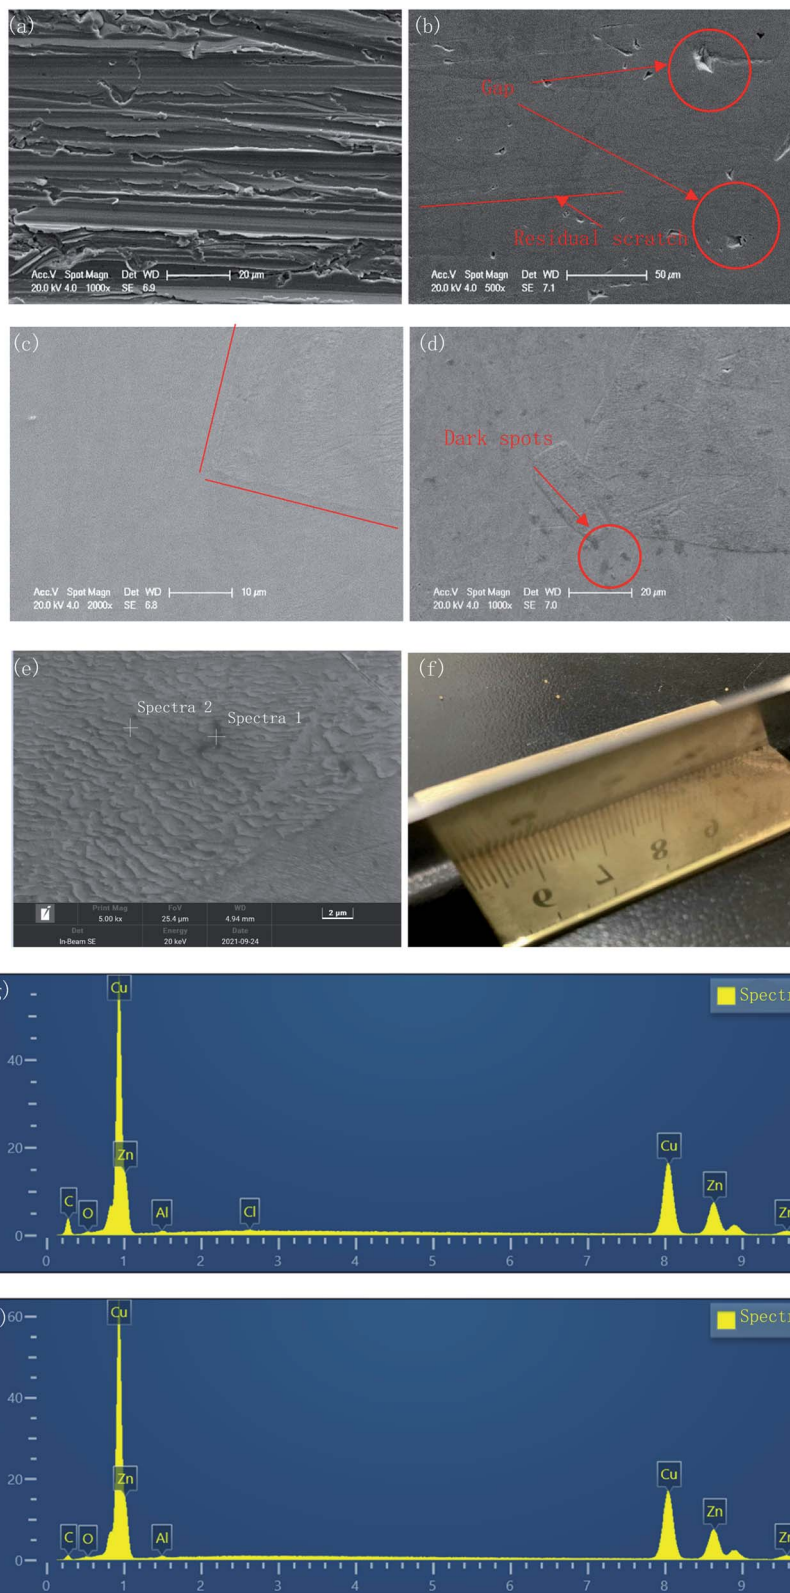 (a)
Acc.V Spot Magn Det WD 20 μm
20.0 kV 4.0 1000x SE 6.9
(b)
Gap
Residual scratch
Acc.V Spot Magn Det WD 50 μm
20.0 kV 4.0 500x SE 7.1
(c)
Acc.V Spot Magn Det WD 10 μm
20.0 kV 4.0 2000x SE 6.8
(d)
Dark spots
Acc.V Spot Magn Det WD 20 μm
20.0 kV 4.0 1000x SE 7.0
(e)
Spectra 2
Spectra 1
Print Mag FoV WD
5.00 kx 25.4 μm 4.94 mm 2 μm
Det Energy Date
In-Beam SE 20 keV 2021-09-24
(f)
6 7 8 9
Cu
Spectr
40
Zn
Cu
20
Zn
C O Al Cl
0
0 1 2 3 4 5 6 7 8 9
60
Cu
Spectr
40
Zn
Cu
20
Zn
C O Al
0
0 1 2 3 4 5 6 7 8 9